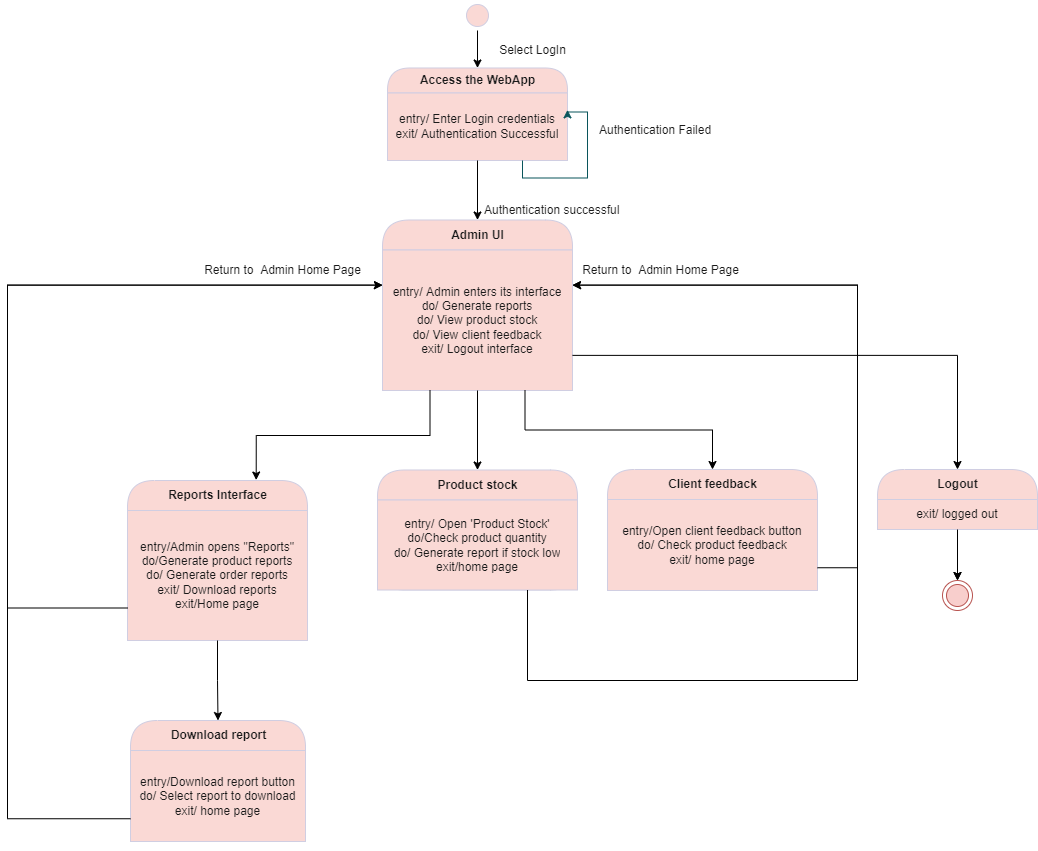 Select LogIn
Access the WebApp
entry/ Enter Login credentials
exit/ Authentication Successful
Authentication Failed
Authentication successful
Admin UI
Return to  Admin Home Page
Return to  Admin Home Page
entry/ Admin enters its interface
do/ Generate reports
do/ View product stock
do/ View client feedback
exit/ Logout interface
Reports Interface
entry/Admin opens "Reports"
do/Generate product reports
do/ Generate order reports
exit/ Download reports
exit/Home page
Product stock
entry/ Open 'Product Stock'
do/Check product quantity
do/ Generate report if stock low
exit/home page
Client feedback
entry/Open client feedback button
do/ Check product feedback
exit/ home page
Logout
exit/ logged out
Download report
entry/Download report button
do/ Select report to download
exit/ home page